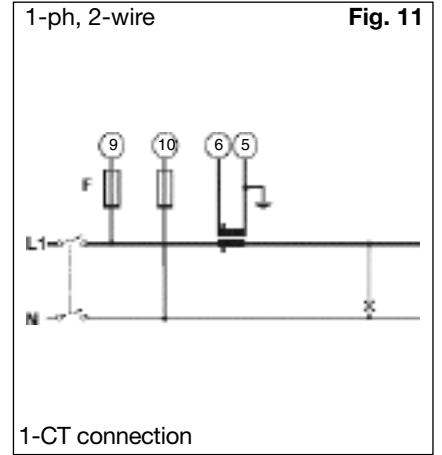 1-ph, 2-wire Fig. 11
9 10 6 5
F
L1
N
1-CT connection